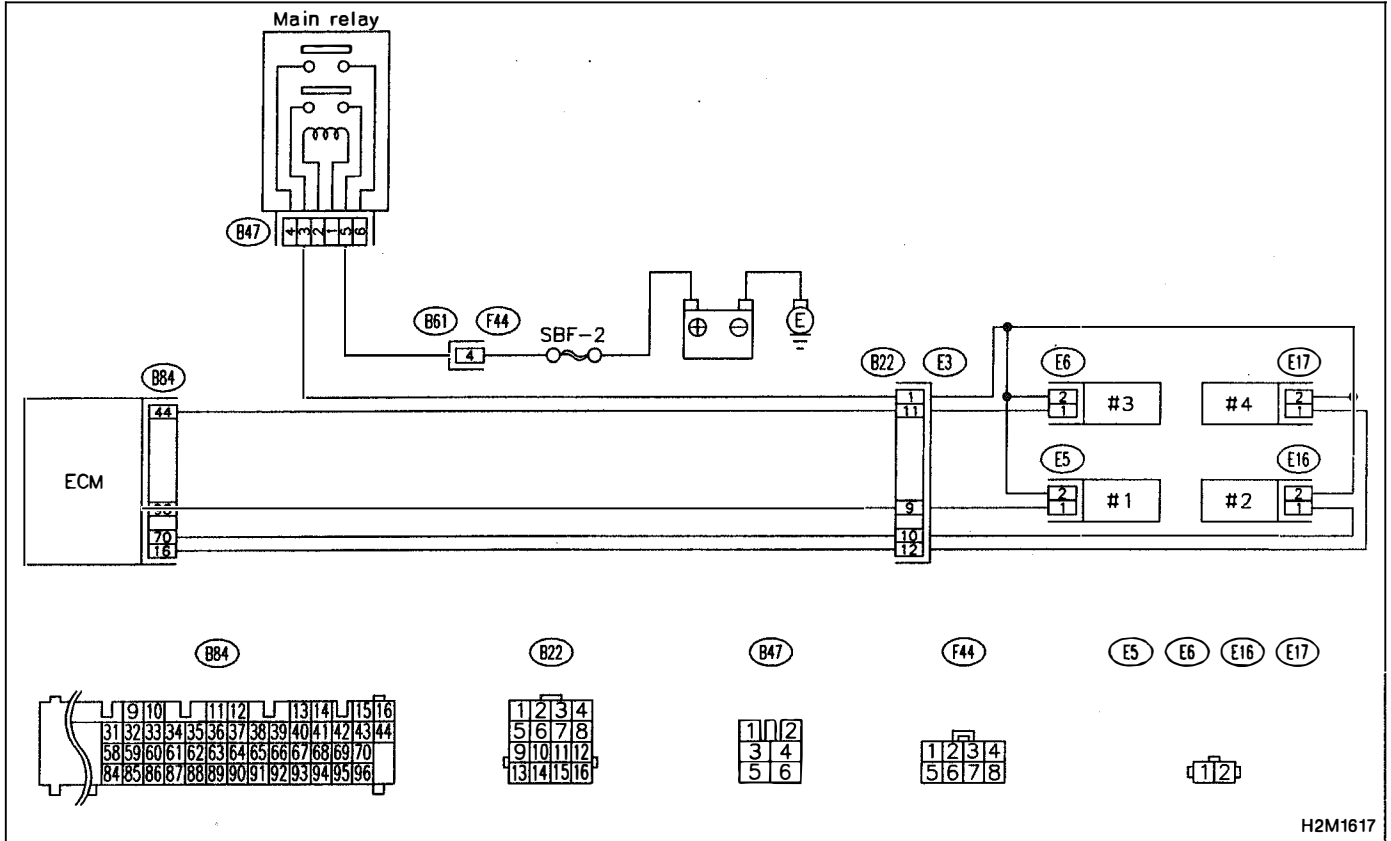 Main relay
B47
4 3 2 1 5 6
B61 F44 SBF-2
4
⊕ ⊖ E
B84
B22 E3
E6 E17
44
1
11
2
1
#3
#4
2
1
ECM
E5 E16
9
2
1
#1
#2
2
1
70
16
10
12
B84 B22 B47 F44 E5 E6 E16 E17
9 10 11 12 13 14 15 16
31 32 33 34 35 36 37 38 39 40 41 42 43 44
58 59 60 61 62 63 64 65 66 67 68 69 70
84 85 86 87 88 89 90 91 92 93 94 95 96
1 2 3 4
5 6 7 8
9 10 11 12
13 14 15 16
1 2
3 4
5 6
1 2 3 4
5 6 7 8
1 2
H2M1617